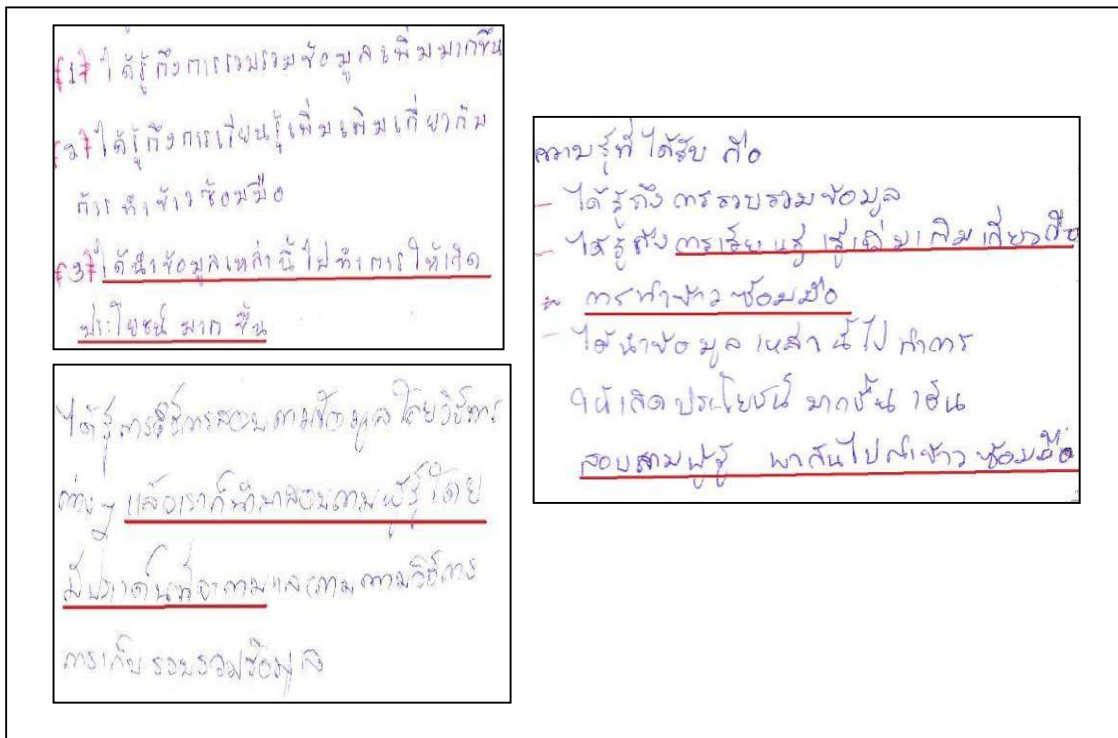 {1} ได้รู้ถึงการรวบรวมข้อมูลเพิ่มมากขึ้น
{2} ได้รู้ถึงการเรียนรู้เพิ่มเติมเกี่ยวกับ
การทำข้าวซ้อมมือ
{3} ได้นำข้อมูลเหล่านี้ไปทำการให้เกิด
ประโยชน์ มาก ขึ้น
ได้รู้การวิธีการสอบถามข้อมูลโดยวิธีการ
ต่างๆ แล้วเราก็นำมาสอบถามผู้รู้โดย
มีประเด็นที่จะถามและถามตามวิธีการ
การเก็บรวบรวมข้อมูล
ความรู้ที่ได้รับ คือ
- ได้รู้ถึงการรวบรวมข้อมูล
- ได้รู้ถึงการเรียนรู้ เพิ่มเติมเกี่ยว
การทำข้าวซ้อมมือ
- ได้นำข้อมูลเหล่านี้ไปทำการ
ให้เกิดประโยชน์ มากขึ้น เช่น
สอบถามผู้รู้ พากันไปทำข้าวซ้อมมือ